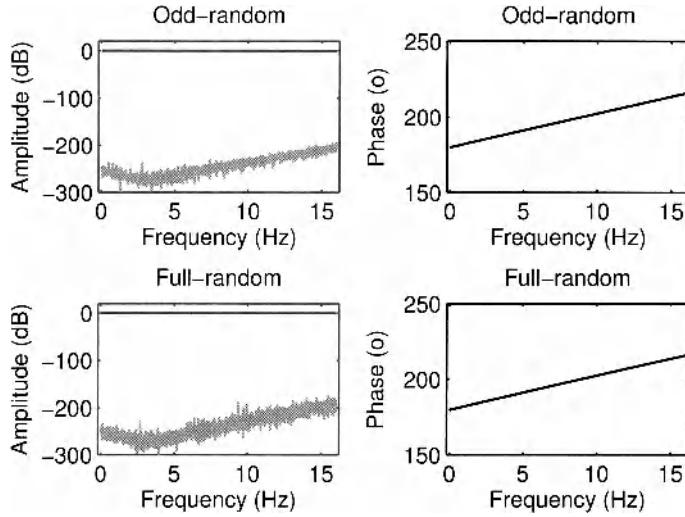 Odd-random
Amplitude (dB)
0
-100
-200
-300
0 5 10 15
Frequency (Hz)
Odd-random
Phase (o)
250
200
150
0 5 10 15
Frequency (Hz)
Full-random
Amplitude (dB)
0
-100
-200
-300
0 5 10 15
Frequency (Hz)
Full-random
Phase (o)
250
200
150
0 5 10 15
Frequency (Hz)